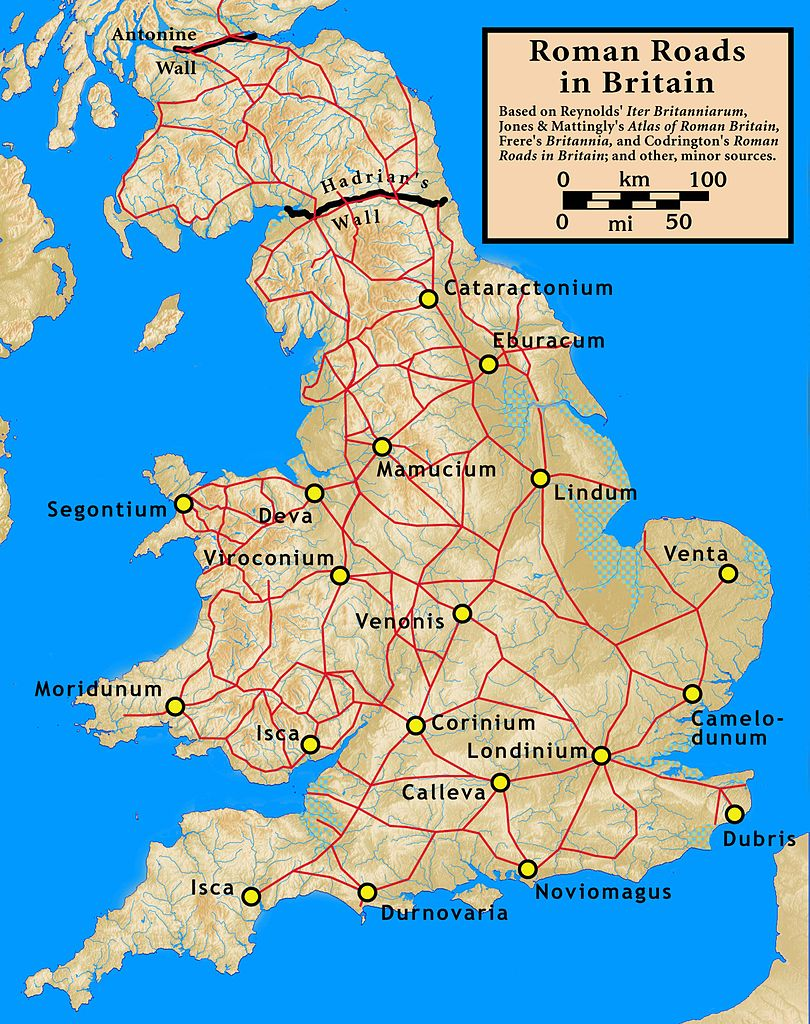 Antonine
Wall
Roman Roads
in Britain
Based on Reynolds' Iter Britanniarum,
Jones & Mattingly's Atlas of Roman Britain,
Frere's Britannia, and Codrington's Roman
Roads in Britain; and other, minor sources.
0 km 100
0 mi 50
Hadrian's
Wall
Cataractonium
Eburacum
Mamucium
Lindum
Segontium
Deva
Viroconium
Venta
Venonis
Moridunum
Camelo-
dunum
Isca
Corinium
Londinium
Calleva
Dubris
Isca
Noviomagus
Durnovaria